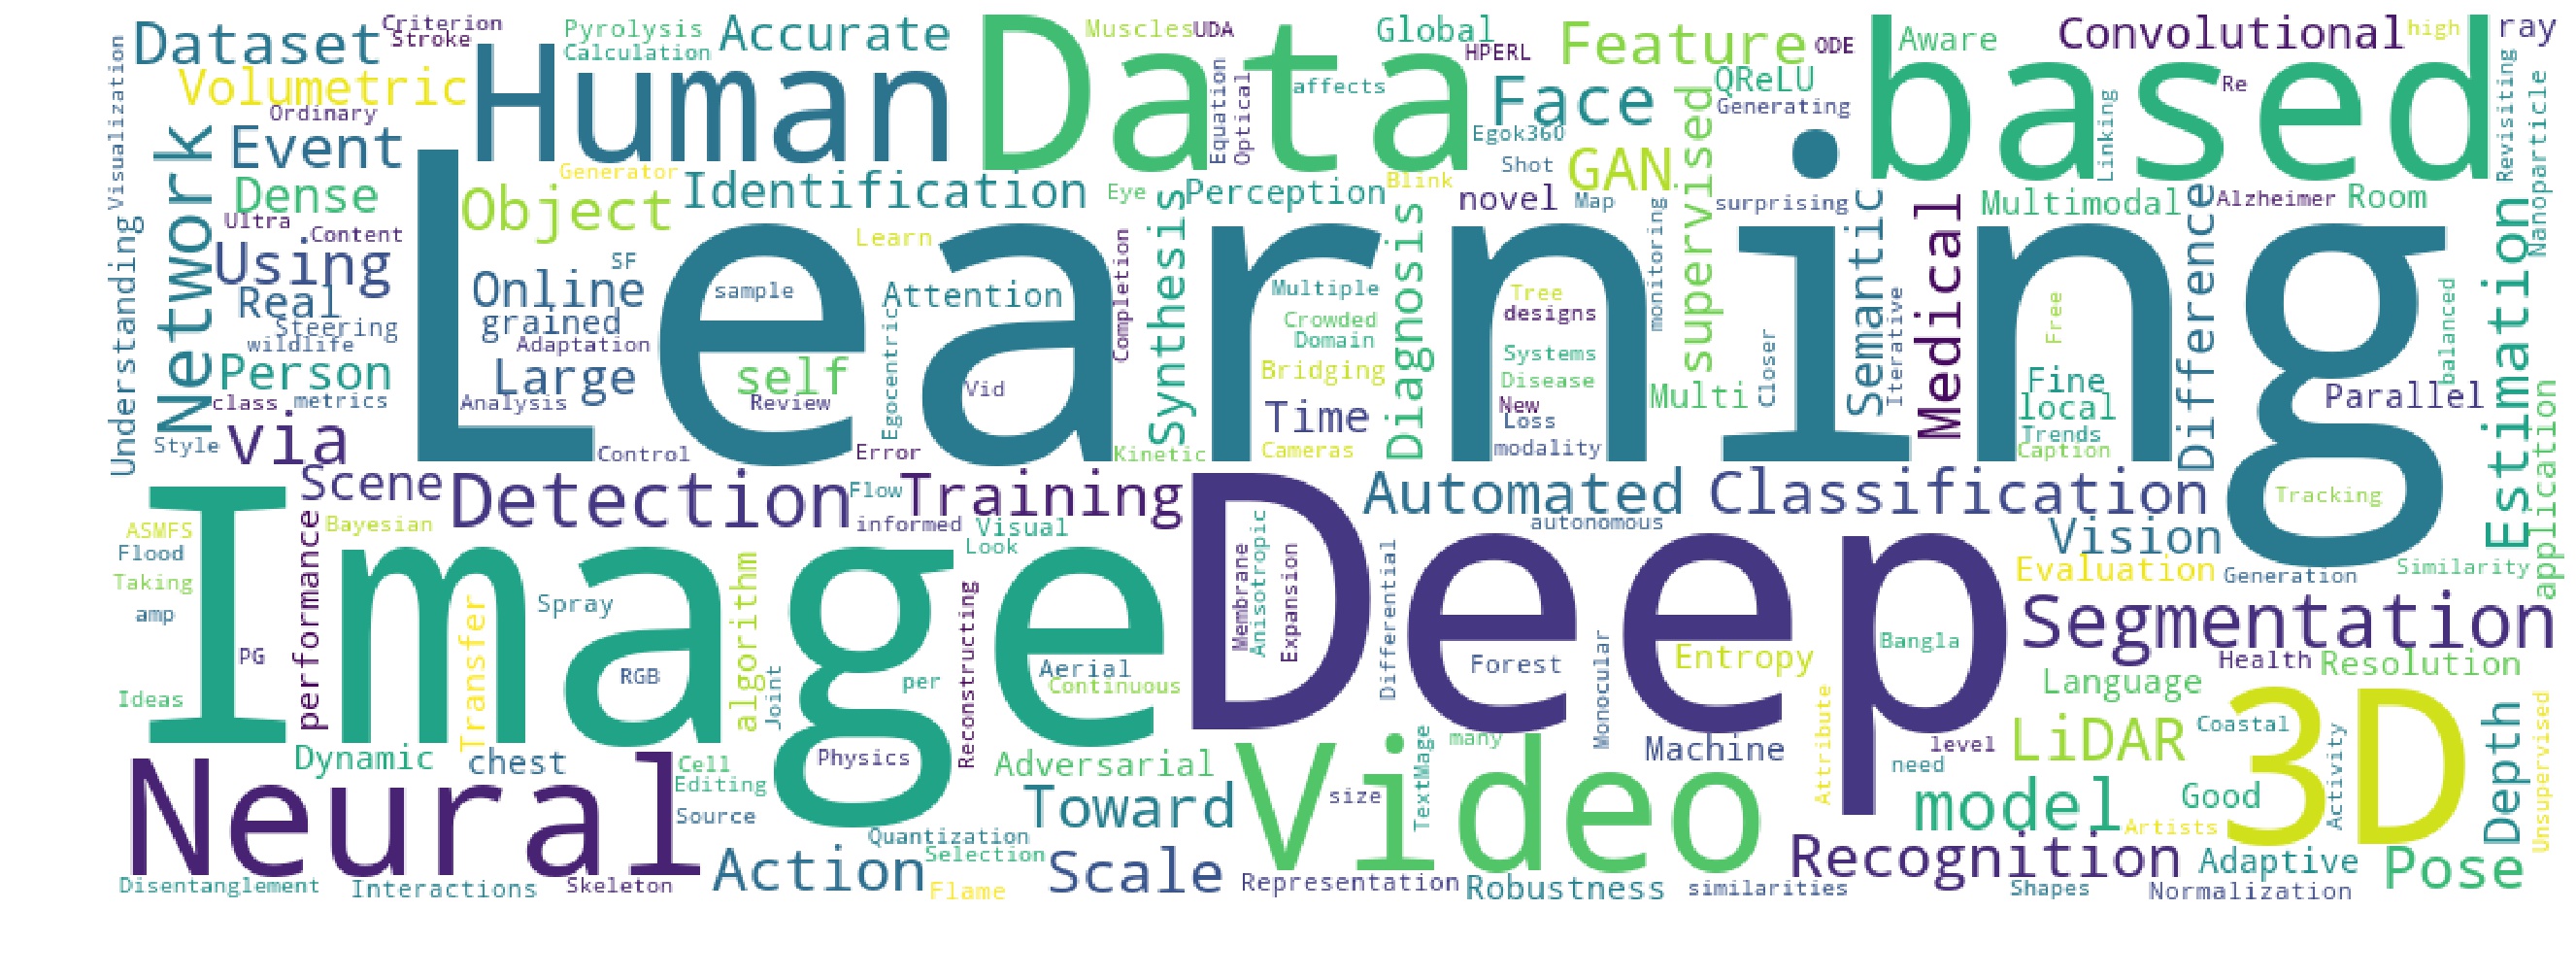 Dataset
Criterion
Stroke
Pyrolysis
Calculation
Accurate
Human
Data
Muscles
UDA
Global
HPERL
Feature
ODE
Aware
Convolutional
high
ray
based
Visualization
Volumetric
Ordinary
Event
Network
Dense
Ultra
Content
Using
Real
Steering
wildlife
Person
class
metrics
Understanding
Style
via
Generator
Object
Identification
Eye
Perception
Blink
Equation
Optical
affects
Face
Egok360
Shot
GAN
novel
Map
supervised
QReLU
Generating
surprising
Linking
Re
Revisiting
Nanoparticle
Multimodal
Alzheimer
Room
Learning
SF
Online
grained
Adaptation
Large
Analysis
Learn
sample
Attention
self
Review
Egocentric
Vid
Control
Error
Completion
Synthesis
Kinetic
Multiple
Crowded
Domain
Bridging
Time
Cameras
Diagnosis
Tree
designs
Systems
Disease
New
Loss
modality
monitoring
Multi
Closer
Semantic
Iterative
Medical
Free
Fine
local
Trends
Caption
Difference
Parallel
balanced
Estimation
application
Scene
Detection
Flow
Training
Automated
Classification
Tracking
ASMFS
Flood
Taking
amp
PG
Ideas
Bayesian
performance
informed
Visual
Look
autonomous
Vision
Evaluation
Generation
Similarity
Image
Deep
Transfer
Spray
RGB
algorithm
Joint
per
Reconstructing
Aerial
Continuous
Membrane
Anisotropic
Expansion
Differential
Forest
Monocular
Entropy
Bangla
Attribute
Segmentation
Health
Resolution
Language
LiDAR
Coastal
3D
Activity
Depth
Unsupervised
Dynamic
chest
Cell
Editing
Source
Physics
Adversarial
Video
TextMage
many
size
Machine
level
need
model
Good
Artists
Neural
Toward
Quantization
Selection
Action
Flame
Scale
Recognition
Adaptive
Pose
Disentanglement
Interactions
Skeleton
Representation
Robustness
similarities
Shapes
Normalization